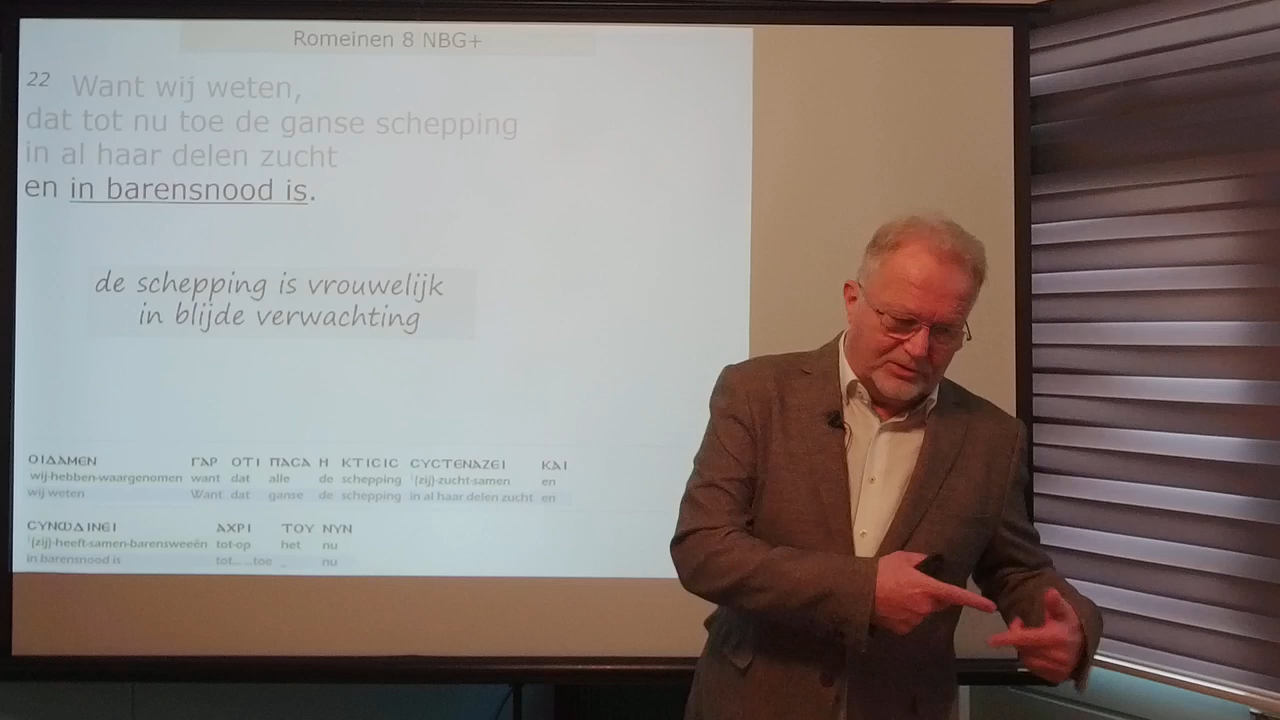 Romeinen 8 NBG+
22 Want wij weten,
dat tot nu toe de ganse schepping
in al haar delen zucht
en in barensnood is.
de schepping is vrouwelijk
in blijde verwachting
ΟΙΔΑΜЄΝ ΓΑΡ ΟΤΙ ΠΑϹΑ Η ΚΤΙϹΙϹ ϹΥϹΤЄΝΑΖЄΙ ΚΑΙ
wij-hebben-waargenomen want dat alle de schepping ⁽(zij)-zucht-samen en
wij weten Want dat ganse de schepping in al haar delen zucht en
ϹΥΝѠΔΙΝЄΙ ΑΧΡΙ ΤΟΥ ΝΥΝ
(zij)-heeft-samen-barensweeën tot-op het nu
in barensnood is tot... ...toe _ nu